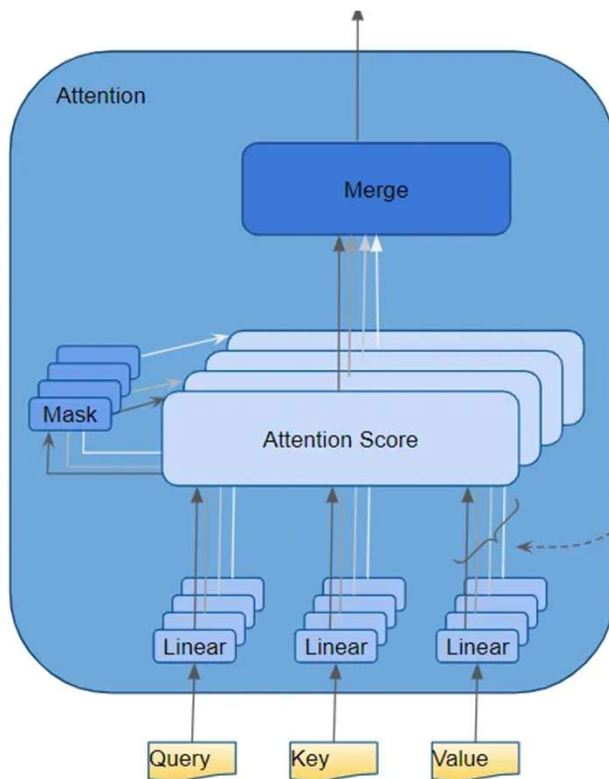 Attention
Merge
Mask
Attention Score
Linear Linear Linear
Query Key Value